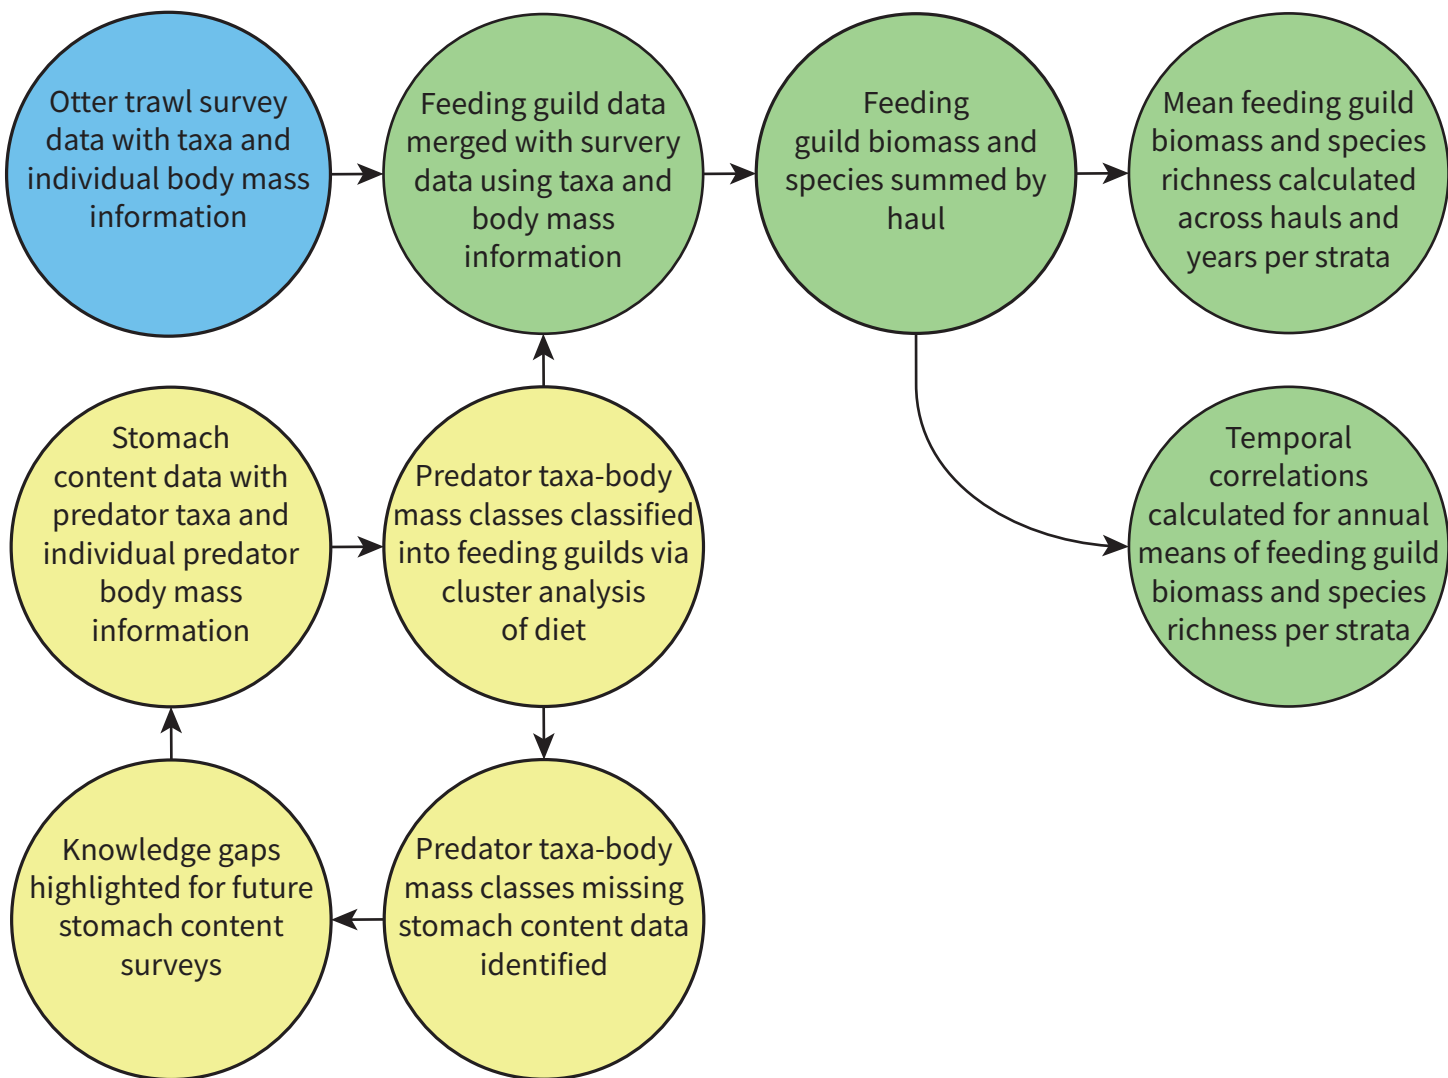 Otter trawl survey
data with taxa and
individual body mass
information
Feeding guild data
merged with survery
data using taxa and
body mass
information
Feeding
guild biomass and
species summed by
haul
Mean feeding guild
biomass and species
richness calculated
across hauls and
years per strata
Stomach
content data with
predator taxa and
individual predator
body mass
information
Predator taxa-body
mass classes classified
into feeding guilds via
cluster analysis
of diet
Temporal
correlations
calculated for annual
means of feeding guild
biomass and species
richness per strata
Knowledge gaps
highlighted for future
stomach content
surveys
Predator taxa-body
mass classes missing
stomach content data
identified